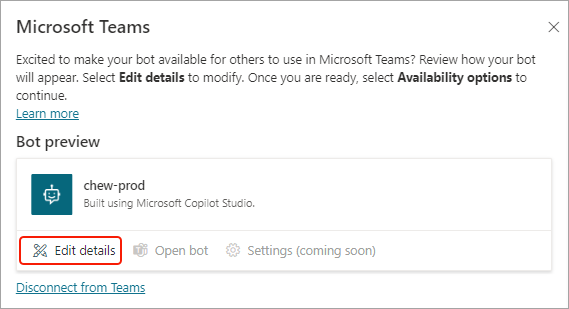 Microsoft Teams
Excited to make your bot available for others to use in Microsoft Teams? Review how your bot
will appear. Select Edit details to modify. Once you are ready, select Availability options to
continue.
Learn more
Bot preview
chew-prod
Built using Microsoft Copilot Studio.
Edit details Open bot Settings (coming soon)
Disconnect from Teams